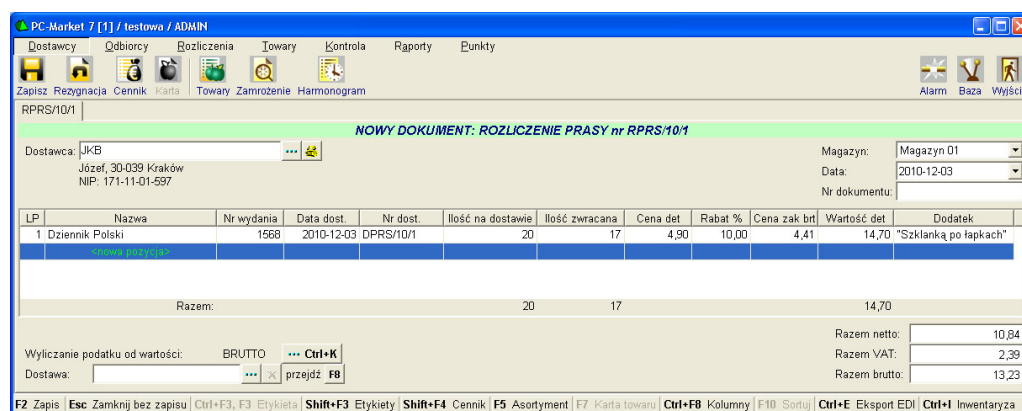 PC-Market 7 [1] / testowa / ADMIN
Dostawcy Odbiorcy Rozliczenia Towary Kontrola Raporty Punkty
Zapisz Rezygnacja Cennik Karta Towary Zamrożenie Harmonogram Alarm Baza Wyjści
RPRS/10/1
NOWY DOKUMENT: ROZLICZENIE PRASY nr RPRS/10/1
Dostawca: JKB ... Magazyn: Magazyn 01
Józef, 30-039 Kraków Data: 2010-12-03
NIP: 171-11-01-597 Nr dokumentu:
LP Nazwa Nr wydania Data dost. Nr dost. Ilość na dostawie Ilość zwracana Cena det Rabat % Cena zak brt Wartość det Dodatek
1 Dziennik Polski 1568 2010-12-03 DPRS/10/1 20 17 4,90 10,00 4,41 14,70 "Szklanką po łapkach"
<nowa pozycja>
Razem: 20 17 14,70
Razem netto: 10,84
Wyliczanie podatku od wartości: BRUTTO ... Ctrl+K Razem VAT: 2,39
Dostawa: ... przejdź F8 Razem brutto: 13,23
F2 Zapis Esc Zamknij bez zapisu Ctrl+F3, F3 Etykieta Shift+F3 Etykiety Shift+F4 Cennik F5 Asortyment F7 Karta towaru Ctrl+F8 Kolumny F10 Sortuj Ctrl+E Eksport EDI Ctrl+I Inwentaryza